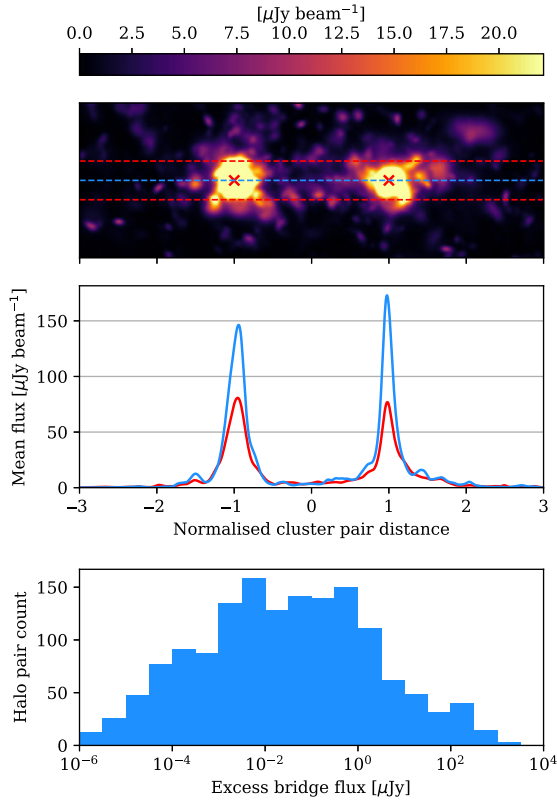 [μJy beam⁻¹]
0.0 2.5 5.0 7.5 10.0 12.5 15.0 17.5 20.0
Mean flux [μJy beam⁻¹]
150
100
50
0
−3 −2 −1 0 1 2 3
Normalised cluster pair distance
Halo pair count
150
100
50
0
10⁻⁶ 10⁻⁴ 10⁻² 10⁰ 10² 10⁴
Excess bridge flux [μJy]